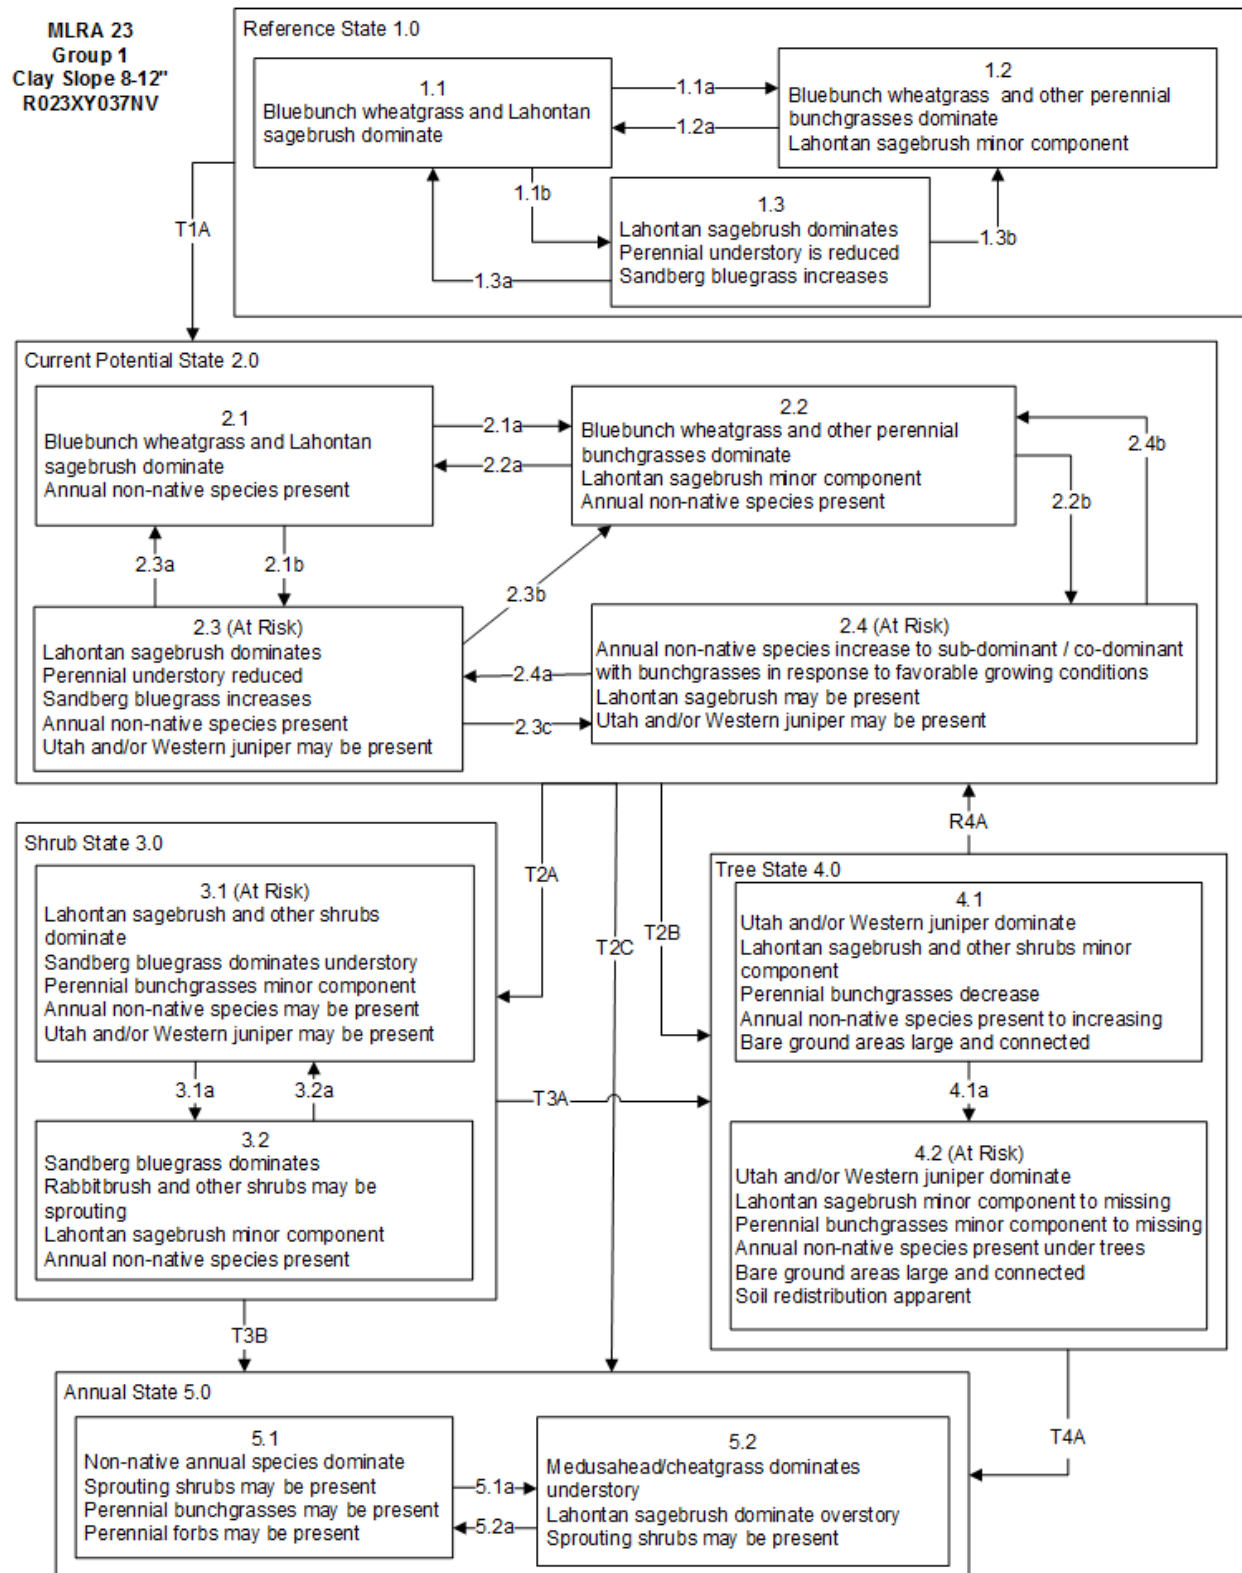 MLRA 23
Group 1
Clay Slope 8-12"
R023XY037NV
Reference State 1.0
1.1
Bluebunch wheatgrass and Lahontan
sagebrush dominate
1.1a
1.2a
1.2
Bluebunch wheatgrass and other perennial
bunchgrasses dominate
Lahontan sagebrush minor component
1.1b
1.3
Lahontan sagebrush dominates
Perennial understory is reduced
Sandberg bluegrass increases
1.3a
1.3b
T1A
Current Potential State 2.0
2.1
Bluebunch wheatgrass and Lahontan
sagebrush dominate
Annual non-native species present
2.1a
2.2a
2.2
Bluebunch wheatgrass and other perennial
bunchgrasses dominate
Lahontan sagebrush minor component
Annual non-native species present
2.4b
2.2b
2.3a
2.1b
2.3b
2.3 (At Risk)
Lahontan sagebrush dominates
Perennial understory reduced
Sandberg bluegrass increases
Annual non-native species present
Utah and/or Western juniper may be present
2.4a
2.3c
2.4 (At Risk)
Annual non-native species increase to sub-dominant / co-dominant
with bunchgrasses in response to favorable growing conditions
Lahontan sagebrush may be present
Utah and/or Western juniper may be present
T2A
T2C
T2B
R4A
Shrub State 3.0
3.1 (At Risk)
Lahontan sagebrush and other shrubs
dominate
Sandberg bluegrass dominates understory
Perennial bunchgrasses minor component
Annual non-native species may be present
Utah and/or Western juniper may be present
3.1a
3.2a
3.2
Sandberg bluegrass dominates
Rabbitbrush and other shrubs may be
sprouting
Lahontan sagebrush minor component
Annual non-native species present
T3A
T3B
Tree State 4.0
4.1
Utah and/or Western juniper dominate
Lahontan sagebrush and other shrubs minor
component
Perennial bunchgrasses decrease
Annual non-native species present to increasing
Bare ground areas large and connected
4.1a
4.2 (At Risk)
Utah and/or Western juniper dominate
Lahontan sagebrush minor component to missing
Perennial bunchgrasses minor component to missing
Annual non-native species present under trees
Bare ground areas large and connected
Soil redistribution apparent
T4A
Annual State 5.0
5.1
Non-native annual species dominate
Sprouting shrubs may be present
Perennial bunchgrasses may be present
Perennial forbs may be present
5.1a
5.2a
5.2
Medusahead/cheatgrass dominates
understory
Lahontan sagebrush dominate overstory
Sprouting shrubs may be present